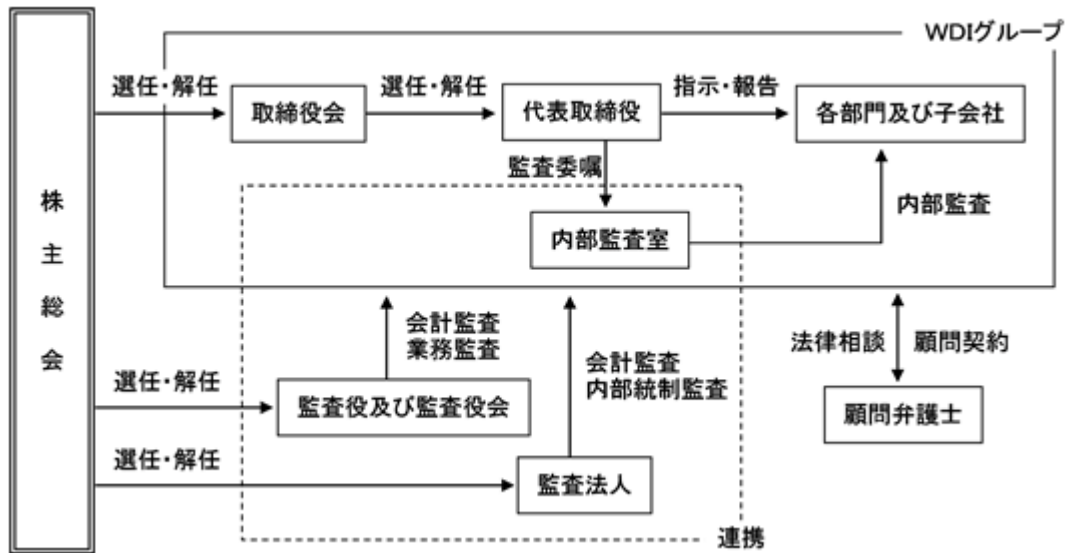 WDIグループ
選任・解任
選任・解任
指示・報告
取締役会
代表取締役
各部門及び子会社
監査委嘱
株主総会
内部監査
内部監査室
会計監査
業務監査
会計監査
内部統制監査
法律相談
顧問契約
選任・解任
監査役及び監査役会
顧問弁護士
選任・解任
監査法人
連携